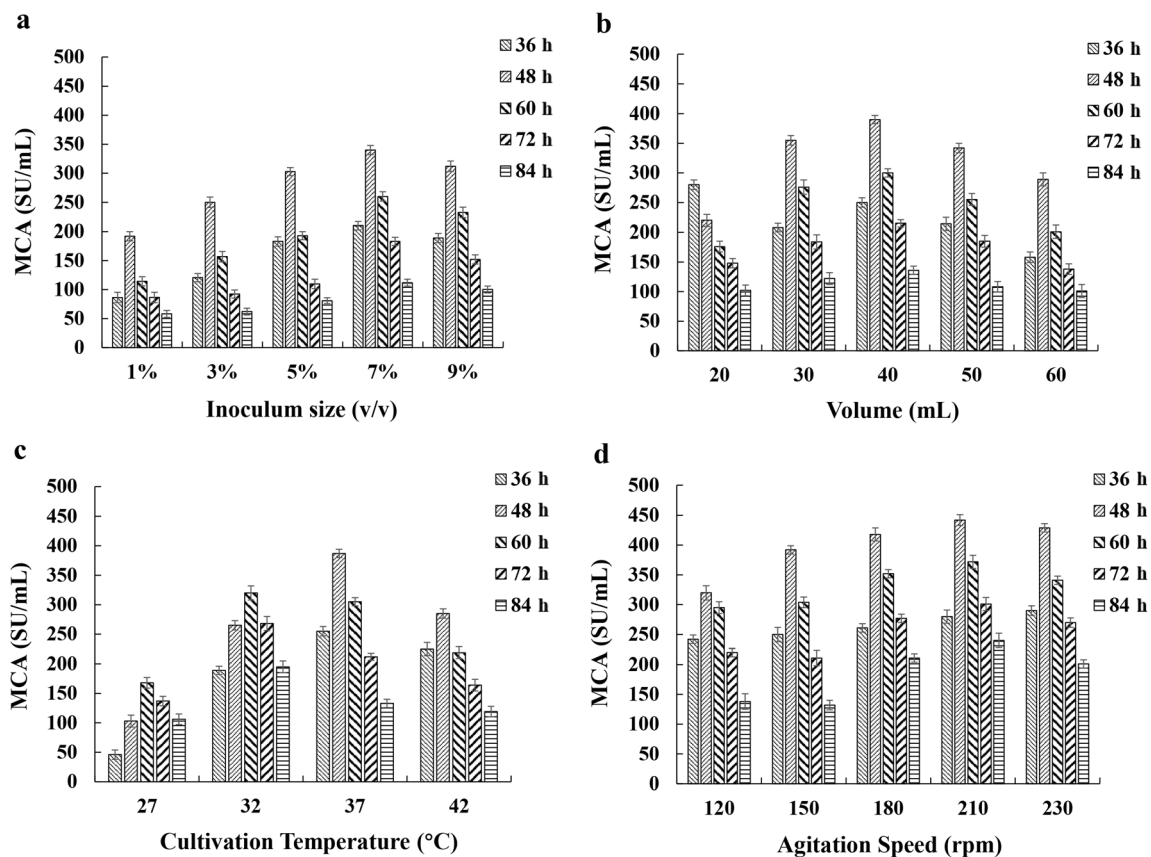 a
500
450
400
350
300
250
200
150
100
50
0
MCA (SU/mL)
1% 3% 5% 7% 9%
Inoculum size (v/v)
36 h
48 h
60 h
72 h
84 h
b
500
450
400
350
300
250
200
150
100
50
0
MCA (SU/mL)
20 30 40 50 60
Volume (mL)
36 h
48 h
60 h
72 h
84 h
c
500
450
400
350
300
250
200
150
100
50
0
MCA (SU/mL)
27 32 37 42
Cultivation Temperature (°C)
36 h
48 h
60 h
72 h
84 h
d
500
450
400
350
300
250
200
150
100
50
0
MCA (SU/mL)
120 150 180 210 230
Agitation Speed (rpm)
36 h
48 h
60 h
72 h
84 h